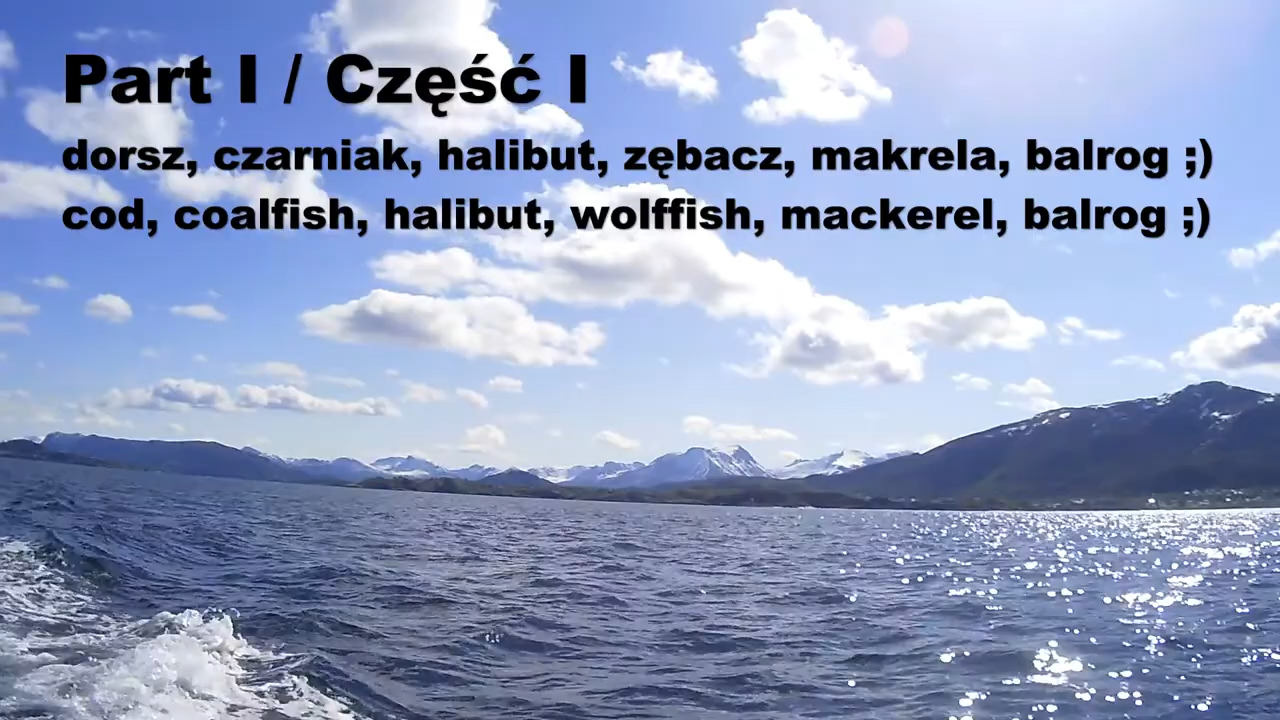 Part I / Część I
dorsz, czarniak, halibut, zębacz, makrela, balrog ;)
cod, coalfish, halibut, wolffish, mackerel, balrog ;)